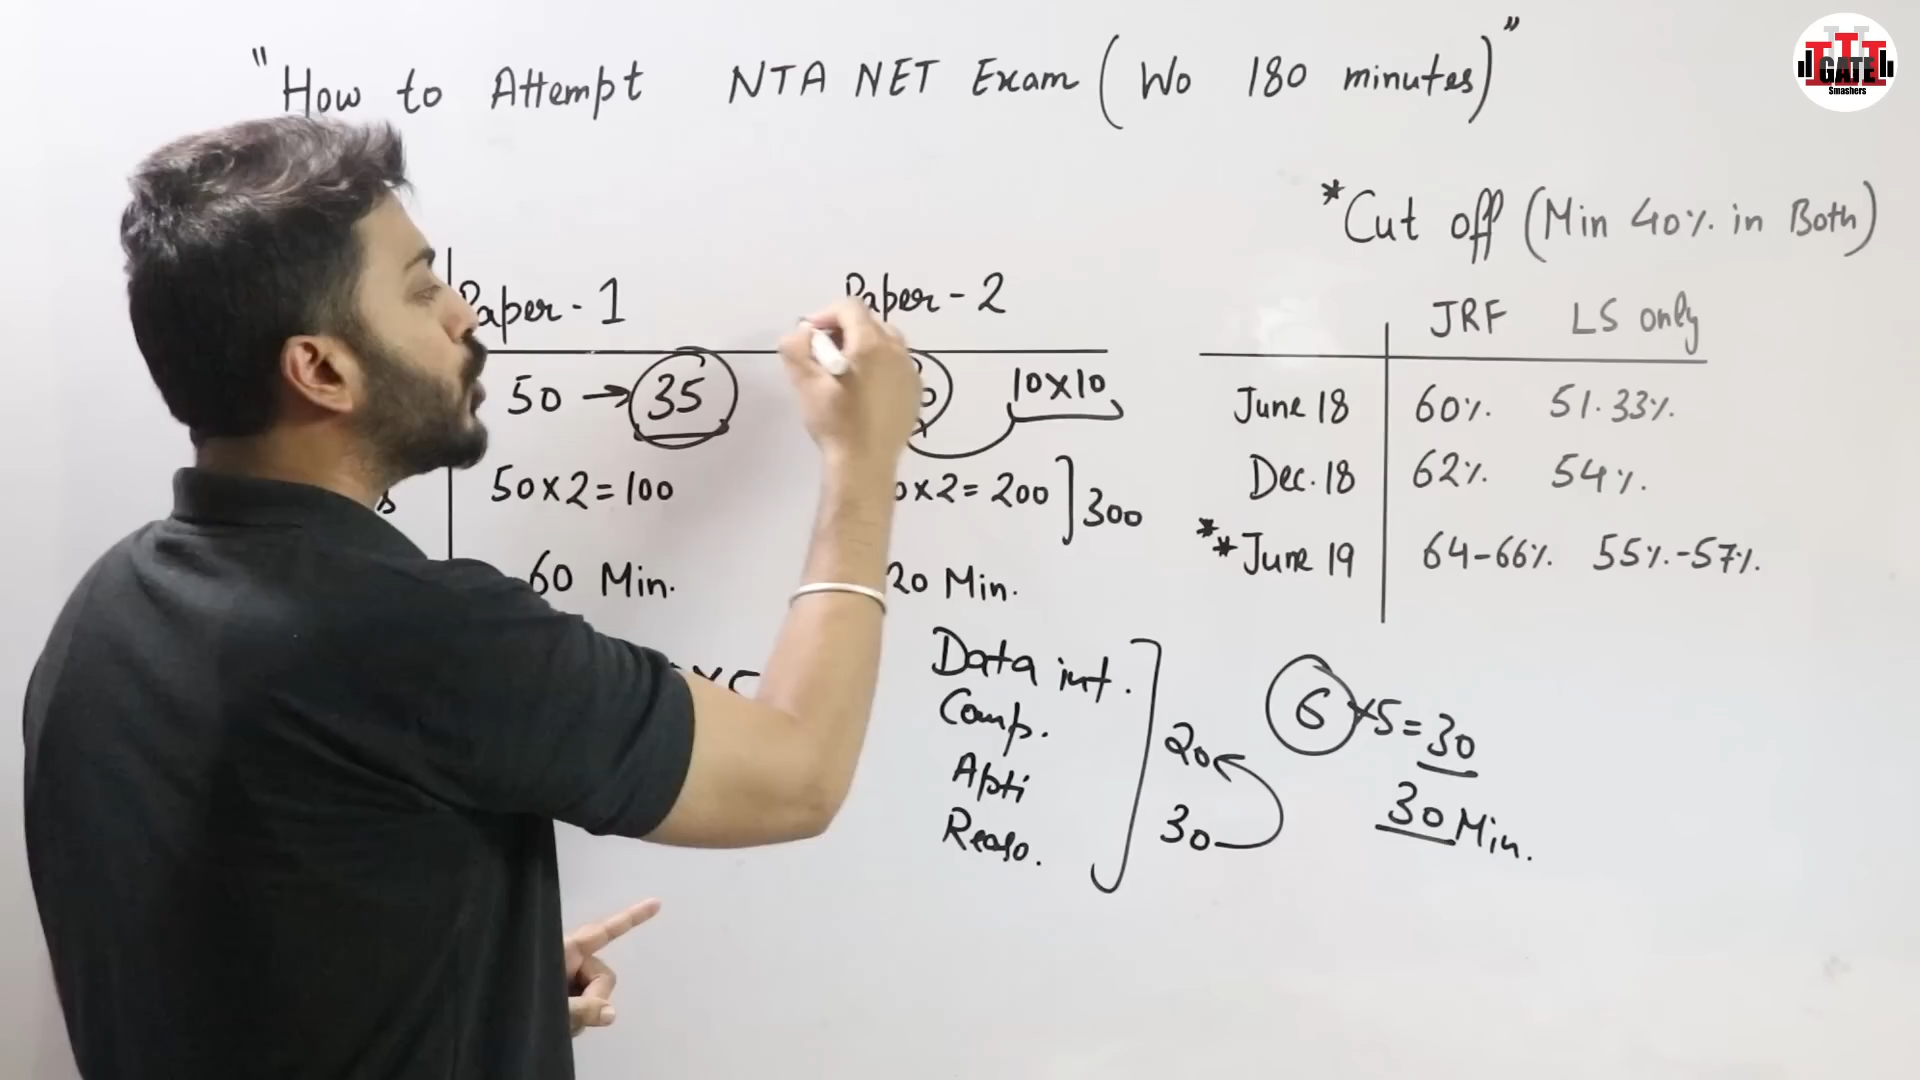 "How to Attempt NTA NET Exam (Wo 180 minutes)"
GATE
Smashers
*Cut off (Min 40% in Both)
Paper - 1
Paper - 2
50 → 35
10x10
50x2=100
x2=200 ] 300
60 Min.
20 Min.
JRF LS only
June 18 60% 51.33%
Dec. 18 62% 54%
**June 19 64-66% 55%-57%
Data int.
Comp.
Apti
Reaso.
20
30
6 x5=30
30 Min.